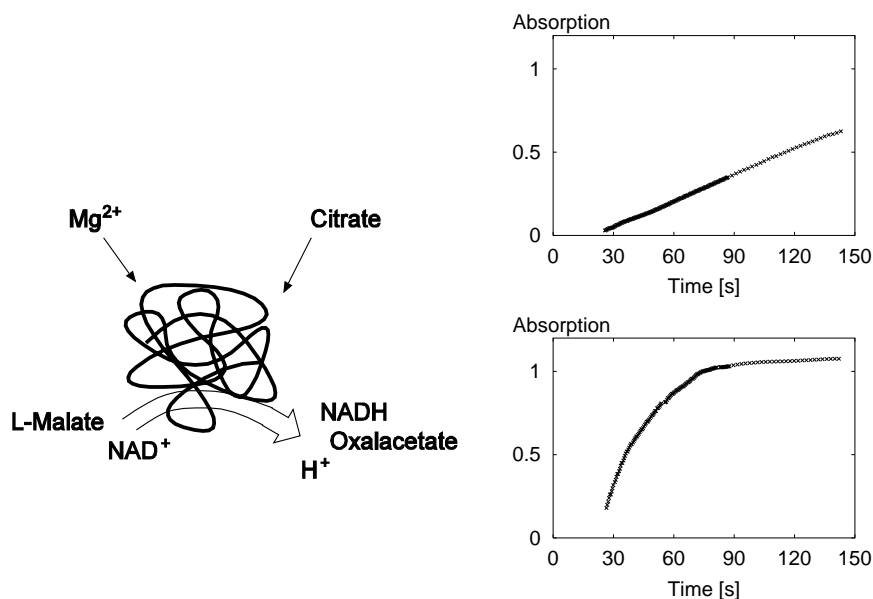 Mg2+
Citrate
L-Malate
NAD+
NADH
Oxalacetate
H+
Absorption
1
0.5
0
0 30 60 90 120 150
Time [s]
Absorption
1
0.5
0
0 30 60 90 120 150
Time [s]